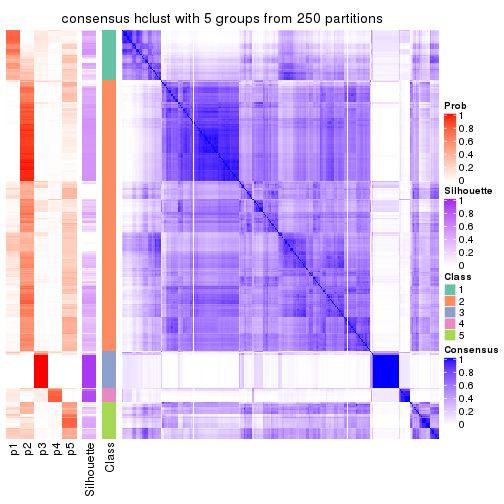 consensus hclust with 5 groups from 250 partitions
Prob
1
0.8
0.6
0.4
0.2
0
Silhouette
1
0.8
0.6
0.4
0.2
0
Class
1
2
3
4
5
Consensus
1
0.8
0.6
0.4
0.2
0
p1
p2
p3
p4
p5
Silhouette
Class